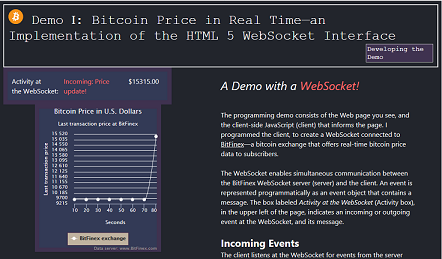 Demo I: Bitcoin Price in Real Time—an
Implementation of the HTML 5 WebSocket Interface
Developing the
Demo
Activity at
the WebSocket:
Incoming: Price
update!
$15315.00
Bitcoin Price in U.S. Dollars
Last transaction price at BitFinex
Last transaction price
15 520
15 035
14 550
14 065
13 580
13 095
12 610
12 125
11 640
11 155
10 670
10 185
9700
9215
10 20 30 40 50 60 70 80
Seconds
BitFinex exchange
Data server: www.BitFinex.com
A Demo with a WebSocket!
The programming demo consists of the Web page you see, and
the client-side JavaScript (client) that informs the page. I
programmed the client, to create a WebSocket connected to
BitFinex—a bitcoin exchange that offers real-time bitcoin price
data to subscribers.
The WebSocket enables simultaneous communication between
the BitFinex WebSocket server (server) and the client. An event is
represented programmatically as an event object that contains a
message. The box labeled Activity at the WebSocket (Activity box),
in the upper left of the page, indicates an incoming or outgoing
event at the WebSocket, and its message.
Incoming Events
The client listens at the WebSocket for events from the server